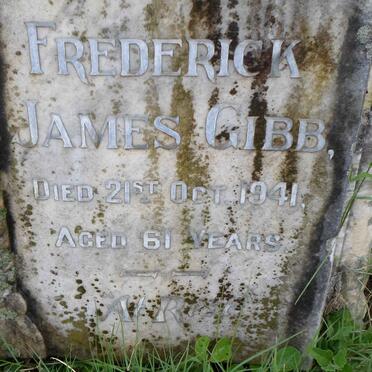 FREDERICK
JAMES GIBB,
DIED 21ST OCT. 1941,
AGED 61 YEARS